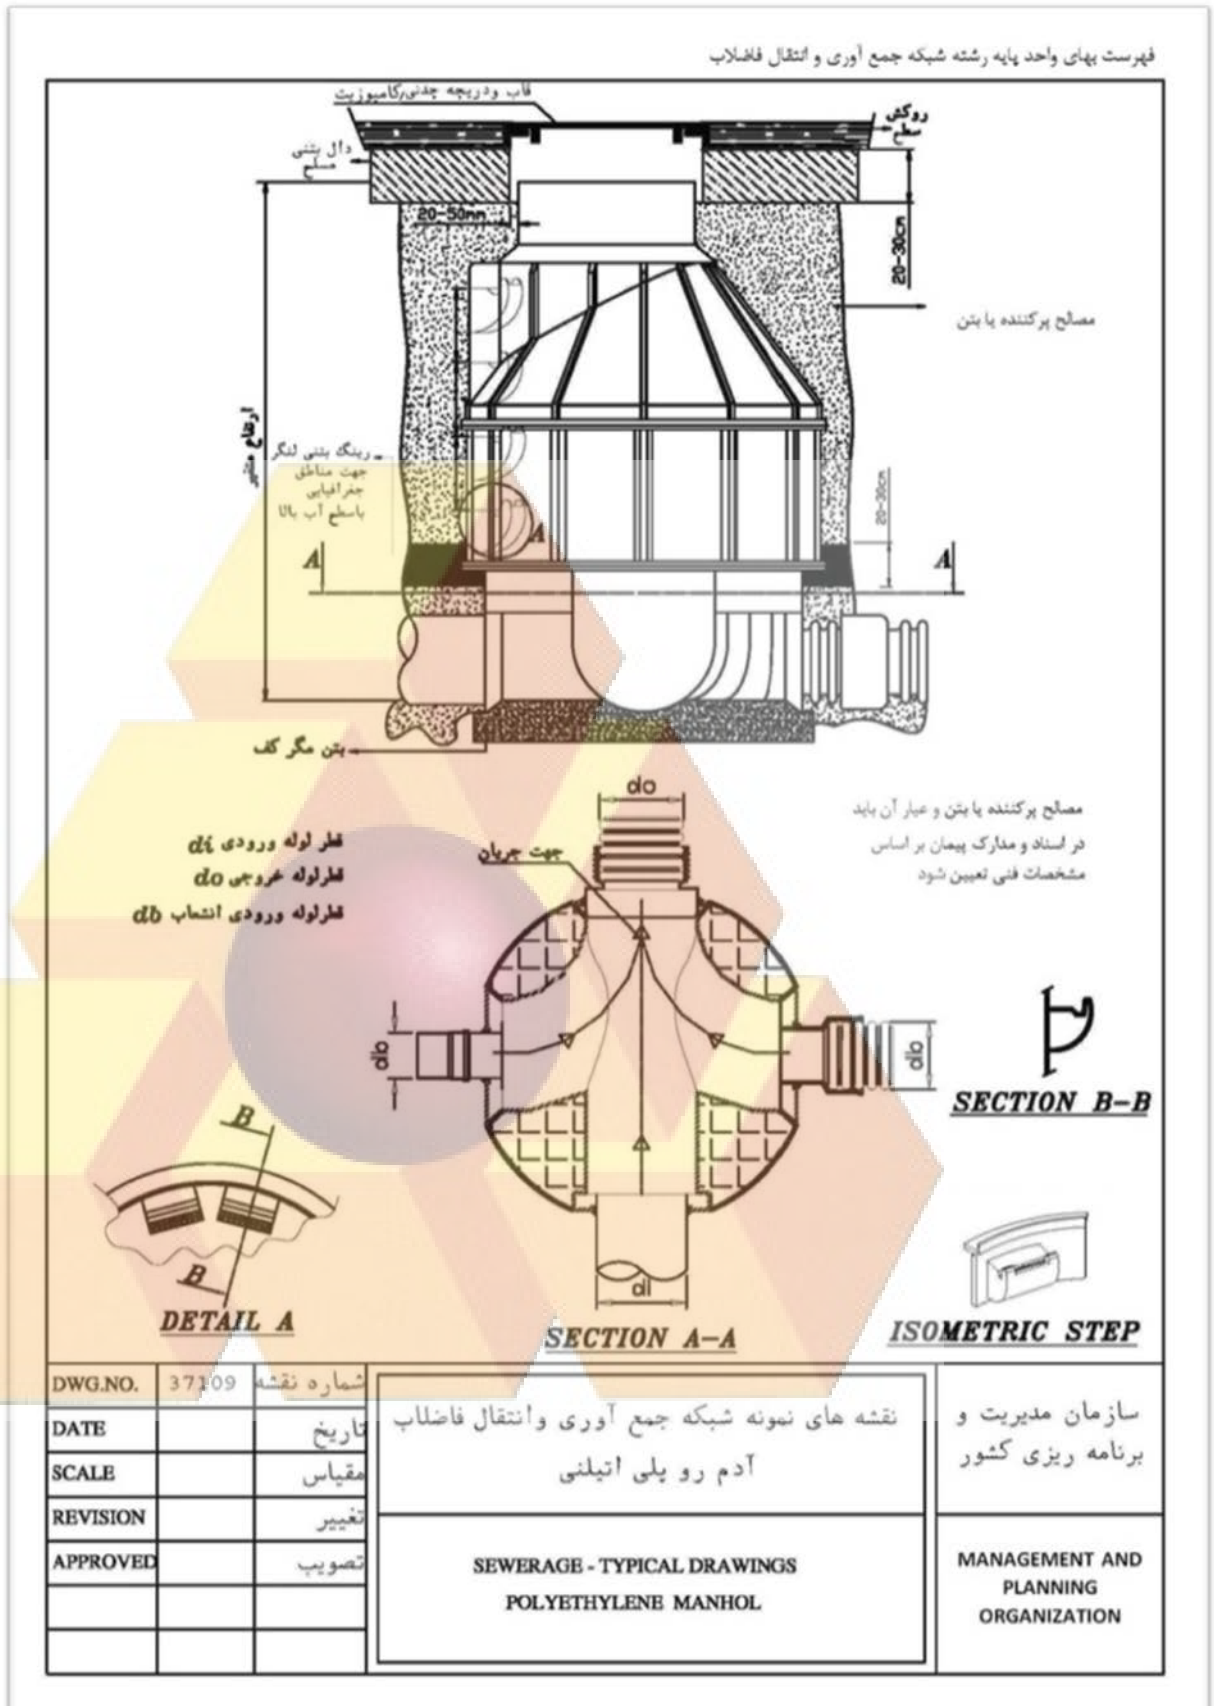 فهرست بهای واحد پایه رشته شبکه جمع آوری و انتقال فاضلاب
قاب ودریچه چدنی/کامپوزیت
روکش
سطح
دال بتنی
مسلح
20-50mm
20-30cm
مصالح پرکننده یا بتن
ارتفاع متغیر
رینگ بتنی لنگر
جهت مناطق
جغرافیایی
باسطح آب بالا
20-30cm
A
A
A
بتن مگر کف
do
مصالح پرکننده یا بتن و عیار آن باید
در اسناد و مدارک پیمان بر اساس
مشخصات فنی تعیین شود
جهت جریان
قطر لوله ورودی di
قطرلوله خروجی do
قطرلوله ورودی انشعاب db
db
db
SECTION B-B
B
B
DETAIL A
di
SECTION A-A
ISOMETRIC STEP
DWG.NO. 37109 شماره نقشه
DATE تاریخ
SCALE مقیاس
REVISION تغییر
APPROVED تصویب
نقشه های نمونه شبکه جمع آوری وانتقال فاضلاب
آدم رو پلی اتیلنی
SEWERAGE - TYPICAL DRAWINGS
POLYETHYLENE MANHOL
سازمان مدیریت و
برنامه ریزی کشور
MANAGEMENT AND
PLANNING
ORGANIZATION